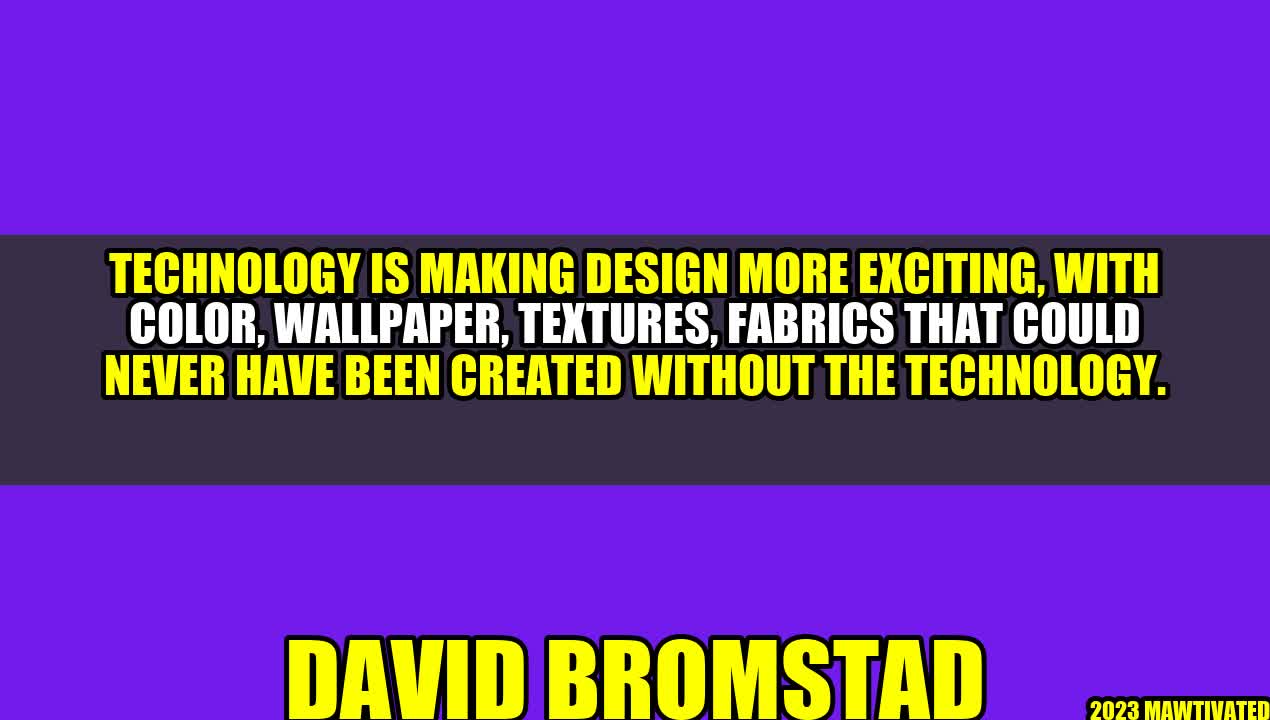 TECHNOLOGY IS MAKING DESIGN MORE EXCITING, WITH
COLOR, WALLPAPER, TEXTURES, FABRICS THAT COULD
NEVER HAVE BEEN CREATED WITHOUT THE TECHNOLOGY.
DAVID BROMSTAD
2023 MAWTIVATED